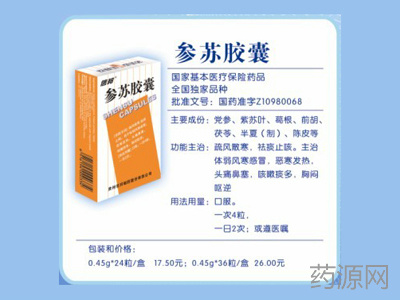 参苏胶囊
国家基本医疗保险药品
全国独家品种
批准文号：国药准字Z10980068
主要成份：党参、紫苏叶、葛根、前胡、
茯苓、半夏（制）、陈皮等
功能主治：疏风散寒、祛痰止咳。主治
体弱风寒感冒，恶寒发热，
头痛鼻塞，咳嗽痰多，胸闷
呕逆
用法用量：口服。
一次4粒，
一日2次；或遵医嘱
包装和价格：
0.45g*24粒/盒 17.50元；0.45g*36粒/盒 26.00元
参苏胶囊
SHENSU
CAPSULE
药源网